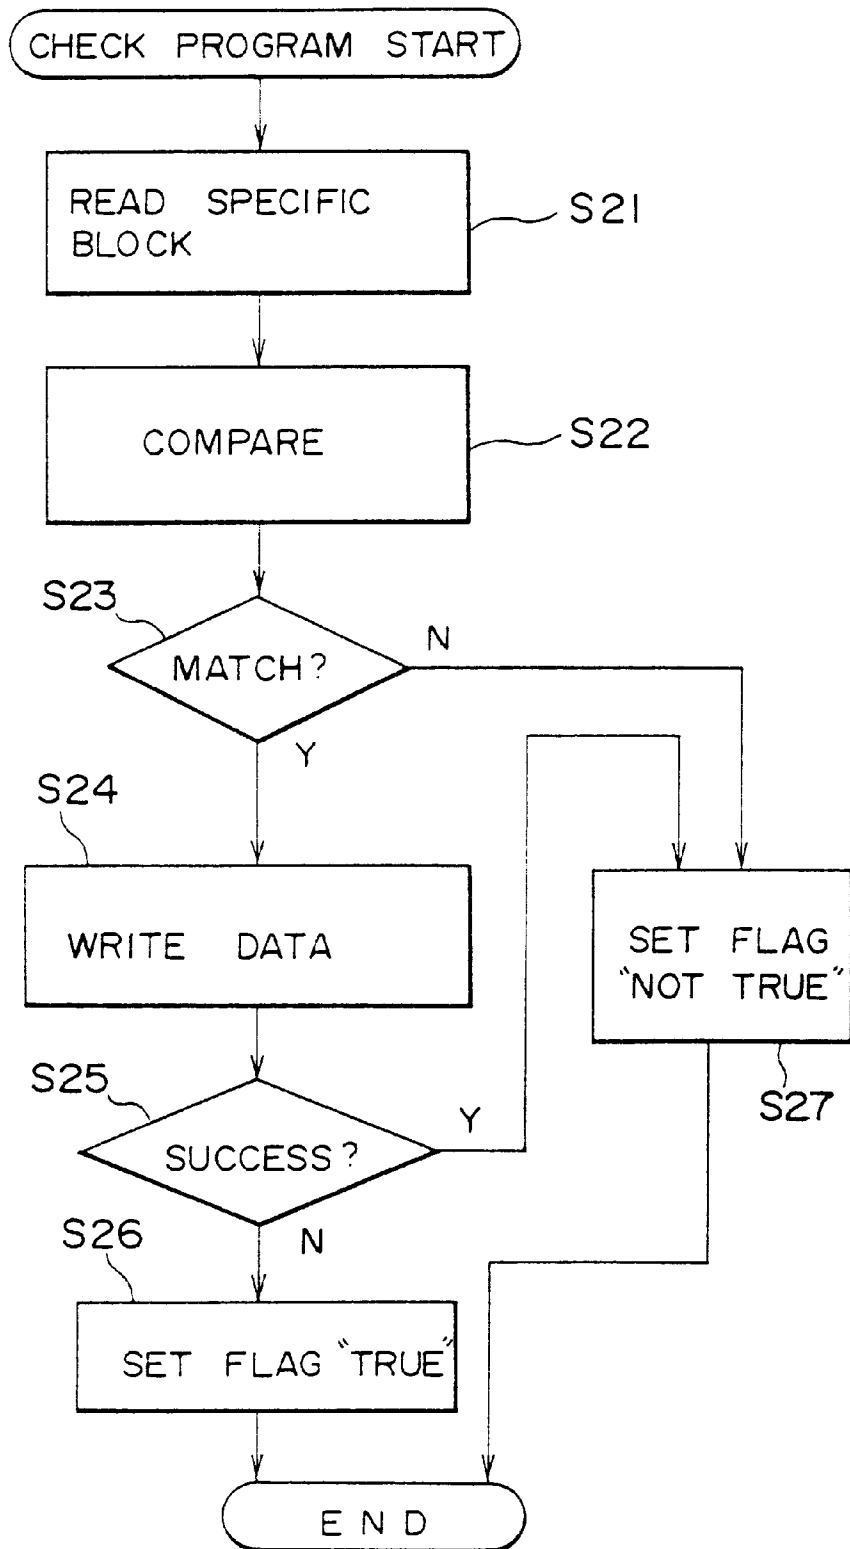 CHECK PROGRAM START
READ SPECIFIC
BLOCK
S21
COMPARE
S22
S23
MATCH?
N
Y
S24
WRITE DATA
SET FLAG
"NOT TRUE"
S27
S25
SUCCESS?
Y
N
S26
SET FLAG "TRUE"
END